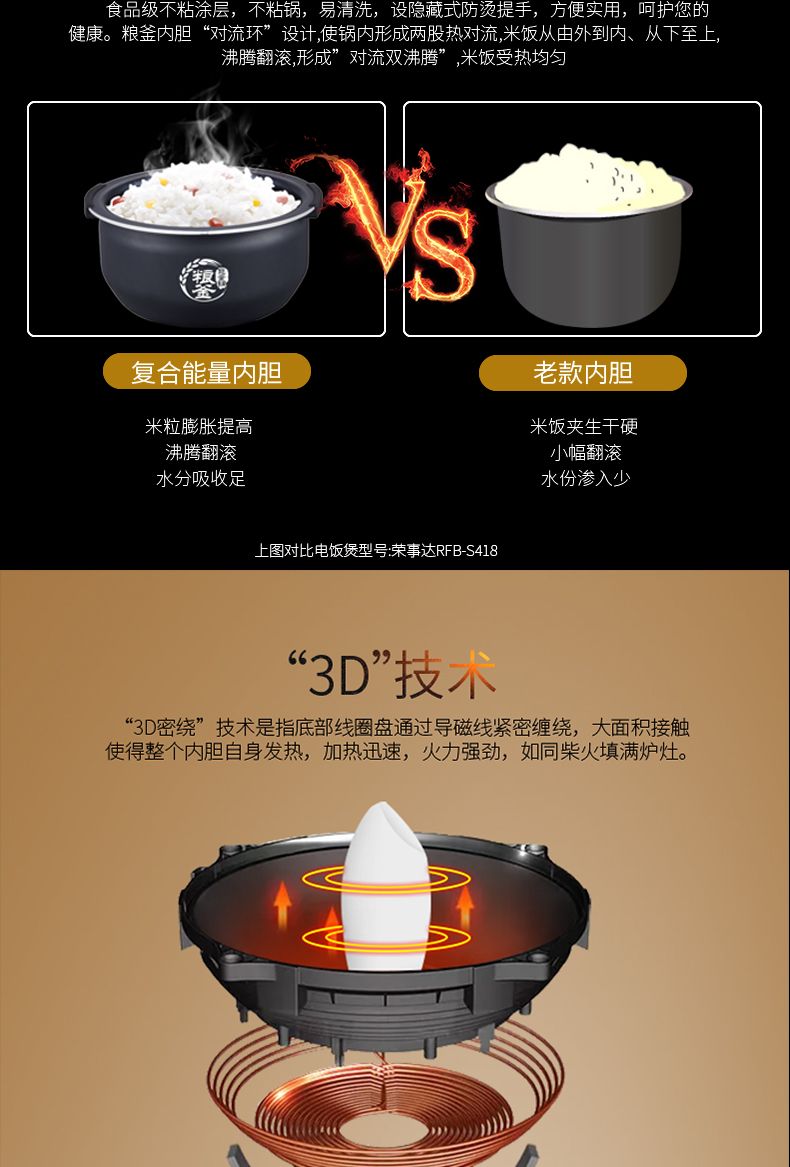 食品级不粘涂层，不粘锅，易清洗，设隐藏式防烫提手，方便实用，呵护您的
健康。粮釜内胆“对流环”设计,使锅内形成两股热对流,米饭从由外到内、从下至上,
沸腾翻滚,形成”对流双沸腾”,米饭受热均匀
VS
粮釜
复合能量内胆
老款内胆
米粒膨胀提高
沸腾翻滚
水分吸收足
米饭夹生干硬
小幅翻滚
水份渗入少
上图对比电饭煲型号:荣事达RFB-S418
“3D”技术
“3D密绕”技术是指底部线圈盘通过导磁线紧密缠绕，大面积接触
使得整个内胆自身发热，加热迅速，火力强劲，如同柴火填满炉灶。